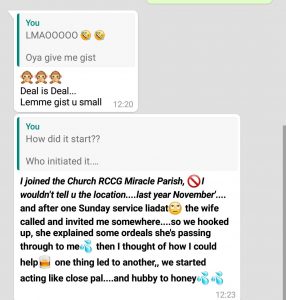 You
LMAOOOOO 🤣🤣
Oya give me gist
🙊🙊🙊
Deal is Deal...
Lemme gist u small
12:20
You
How did it start??
Who initiated it....
I joined the Church RCCG Miracle Parish, 🚫I
wouldn't tell u the location....last year November'....
and after one Sunday service liadat🙄 the wife
called and invited me somewhere....so we hooked
up, she explained some ordeals she's passing
through to me💦 then I thought of how I could
help🥃 one thing led to another,, we started
acting like close pal....and hubby to honey💦💦
12:23